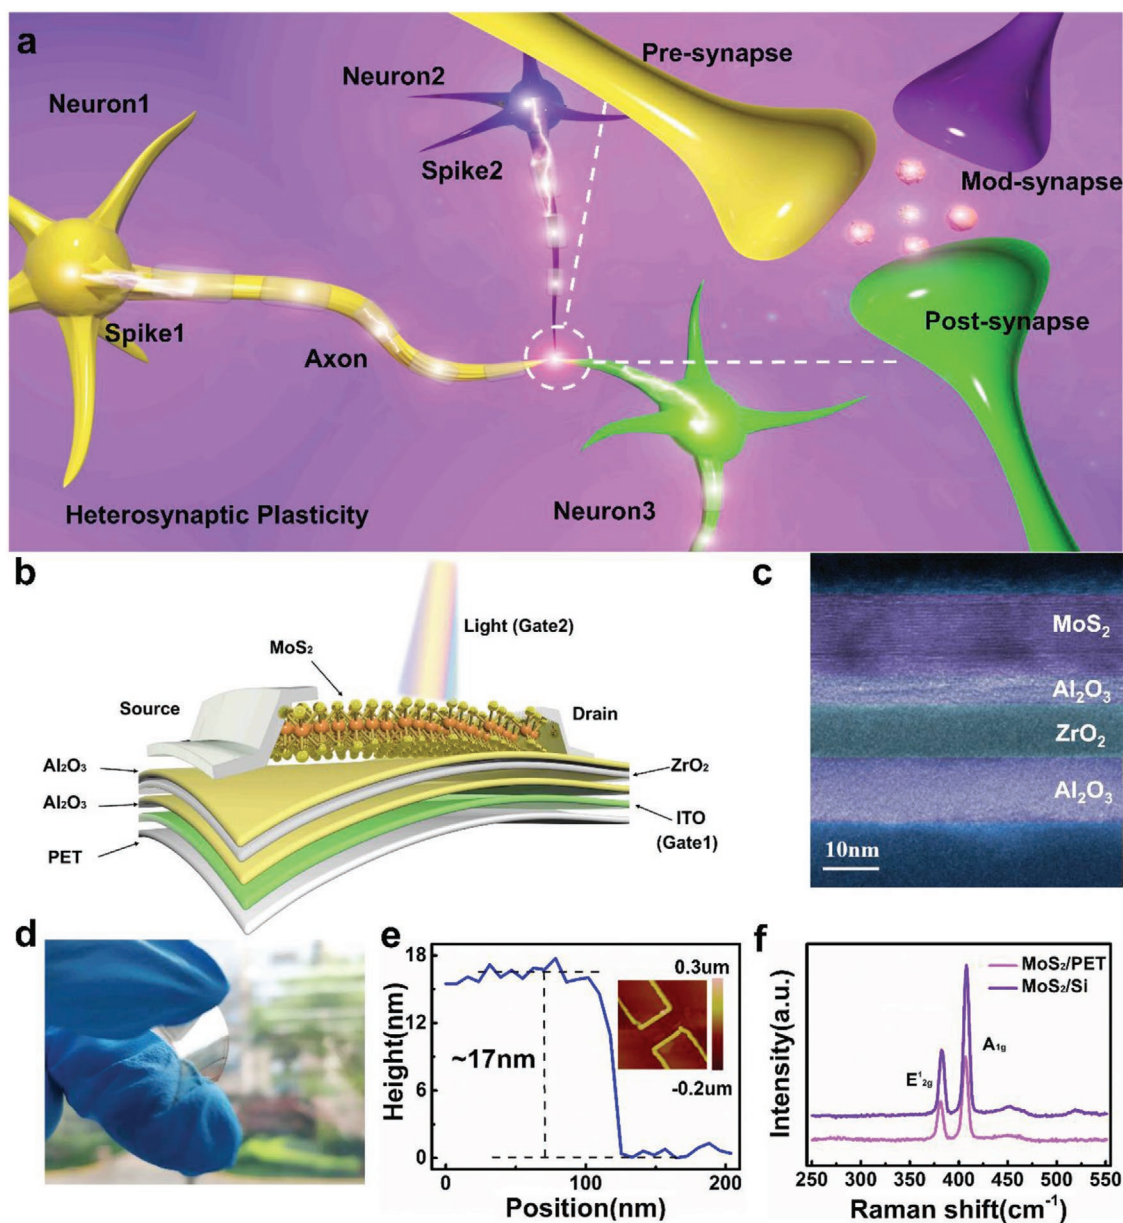 a
Neuron1
Neuron2
Pre-synapse
Spike2
Mod-synapse
Spike1
Axon
Post-synapse
Heterosynaptic Plasticity
Neuron3
b
Light (Gate2)
MoS₂
Source
Drain
Al₂O₃
ZrO₂
Al₂O₃
ITO
(Gate1)
PET
c
MoS₂
Al₂O₃
ZrO₂
Al₂O₃
10nm
d
e
18
12
6
0
Height(nm)
~17nm
0.3um
-0.2um
0
100
200
Position(nm)
f
MoS₂/PET
MoS₂/Si
A₁g
E¹₂g
Intensity(a.u.)
250 300 350 400 450 500 550
Raman shift(cm⁻¹)